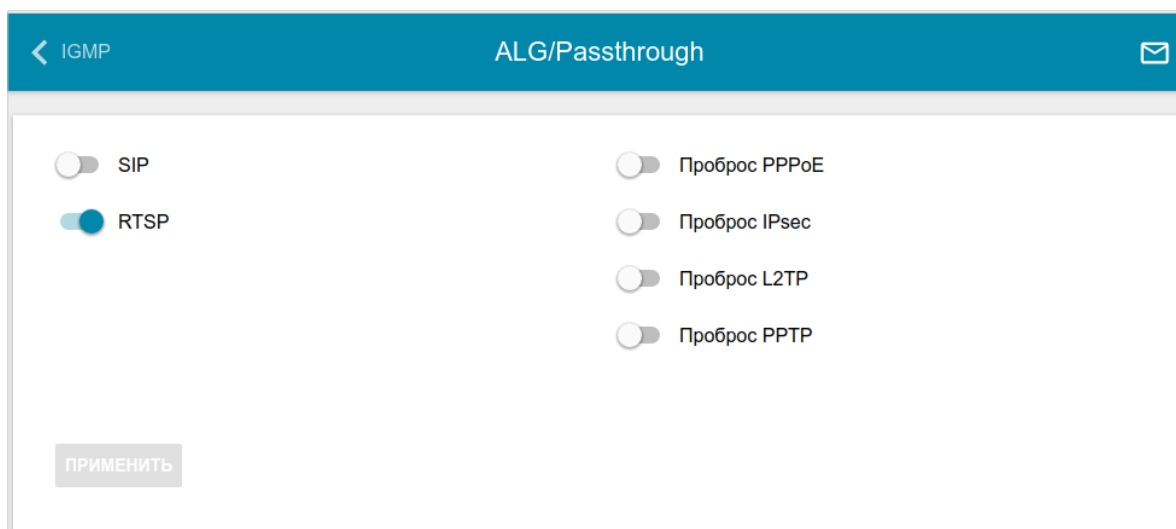 IGMP
ALG/Passthrough
SIP
RTSP
Проброс PPPoE
Проброс IPsec
Проброс L2TP
Проброс PPTP
ПРИМЕНИТЬ